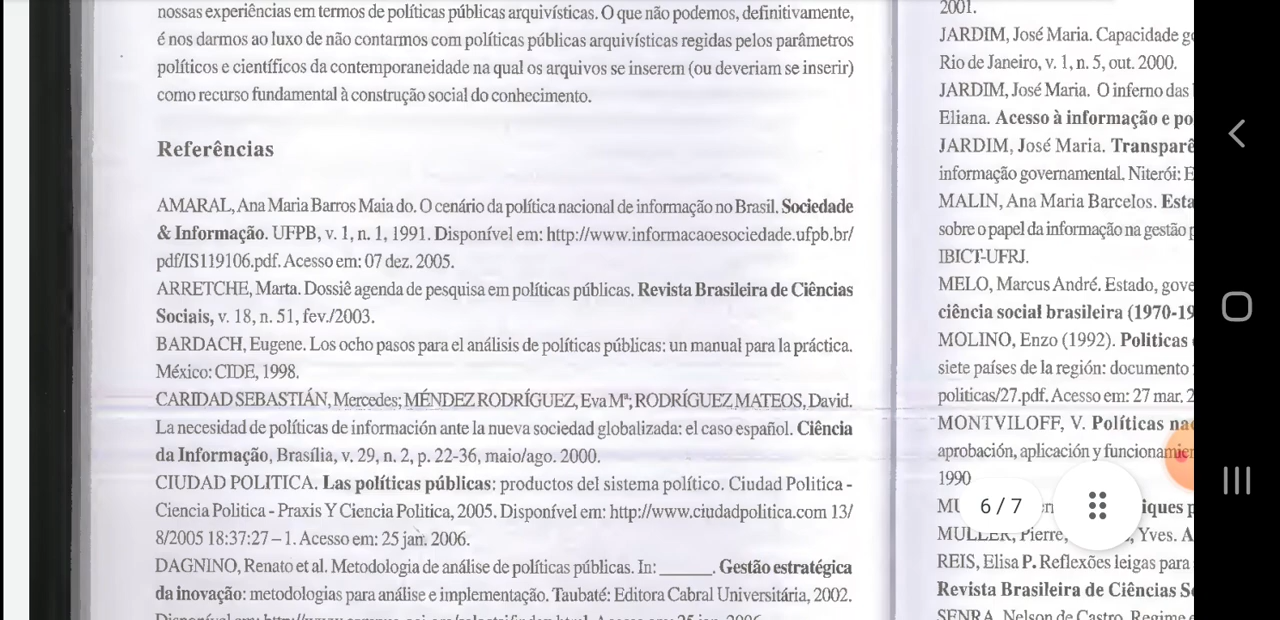 nossas experiências em termos de políticas públicas arquivísticas. O que não podemos, definitivamente,
é nos darmos ao luxo de não contarmos com políticas públicas arquivísticas regidas pelos parâmetros
políticos e científicos da contemporaneidade na qual os arquivos se inserem (ou deveriam se inserir)
como recurso fundamental à construção social do conhecimento.
Referências
AMARAL, Ana Maria Barros Maia do. O cenário da política nacional de informação no Brasil. Sociedade
& Informação. UFPB, v. 1, n. 1, 1991. Disponível em: http://www.informacaoesociedade.ufpb.br/
pdf/IS119106.pdf. Acesso em: 07 dez. 2005.
ARRETCHE, Marta. Dossiê agenda de pesquisa em políticas públicas. Revista Brasileira de Ciências
Sociais, v. 18, n. 51, fev./2003.
BARDACH, Eugene. Los ocho pasos para el análisis de políticas públicas: un manual para la práctica.
México: CIDE, 1998.
CARIDAD SEBASTIÁN, Mercedes; MÉNDEZ RODRÍGUEZ, Eva Mª; RODRÍGUEZ MATEOS, David.
La necesidad de políticas de información ante la nueva sociedad globalizada: el caso español. Ciência
da Informação, Brasília, v. 29, n. 2, p. 22-36, maio/ago. 2000.
CIUDAD POLITICA. Las políticas públicas: productos del sistema político. Ciudad Politica -
Ciencia Politica - Praxis Y Ciencia Politica, 2005. Disponível em: http://www.ciudadpolitica.com 13/
8/2005 18:37:27 – 1. Acesso em: 25 jan. 2006.
DAGNINO, Renato et al. Metodologia de análise de políticas públicas. In: ______. Gestão estratégica
da inovação: metodologias para análise e implementação. Taubaté: Editora Cabral Universitária, 2002.
2001.
JARDIM, José Maria. Capacidade go
Rio de Janeiro, v. 1, n. 5, out. 2000.
JARDIM, José Maria. O inferno das
Eliana. Acesso à informação e po
JARDIM, José Maria. Transparê
informação governamental. Niterói: E
MALIN, Ana Maria Barcelos. Esta
sobre o papel da informação na gestão p
IBICT-UFRJ.
MELO, Marcus André. Estado, gove
ciência social brasileira (1970-19
MOLINO, Enzo (1992). Politicas
siete países de la región: documento
politicas/27.pdf. Acesso em: 27 mar. 2
MONTVILOFF, V. Políticas na
aprobación, aplicación y funcionamien
1990
6 / 7
iques p
MULLER, Pierre, Yves. A
REIS, Elisa P. Reflexões leigas para
Revista Brasileira de Ciências So
SENRA, Nelson de Castro. Regime